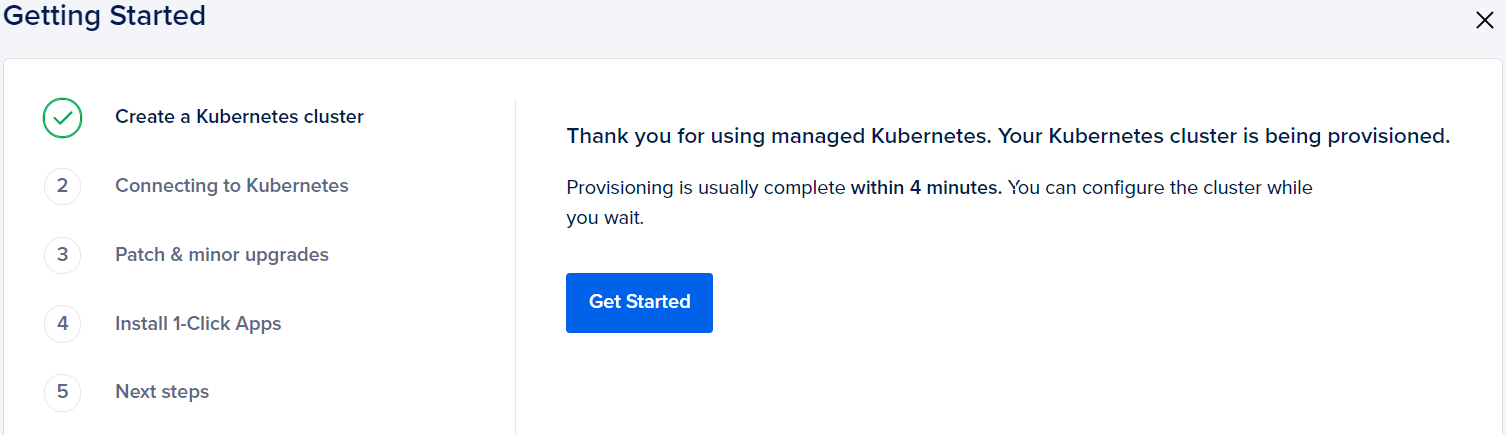 Getting Started
Create a Kubernetes cluster
2 Connecting to Kubernetes
3 Patch & minor upgrades
4 Install 1-Click Apps
5 Next steps
Thank you for using managed Kubernetes. Your Kubernetes cluster is being provisioned.
Provisioning is usually complete within 4 minutes. You can configure the cluster while
you wait.
Get Started